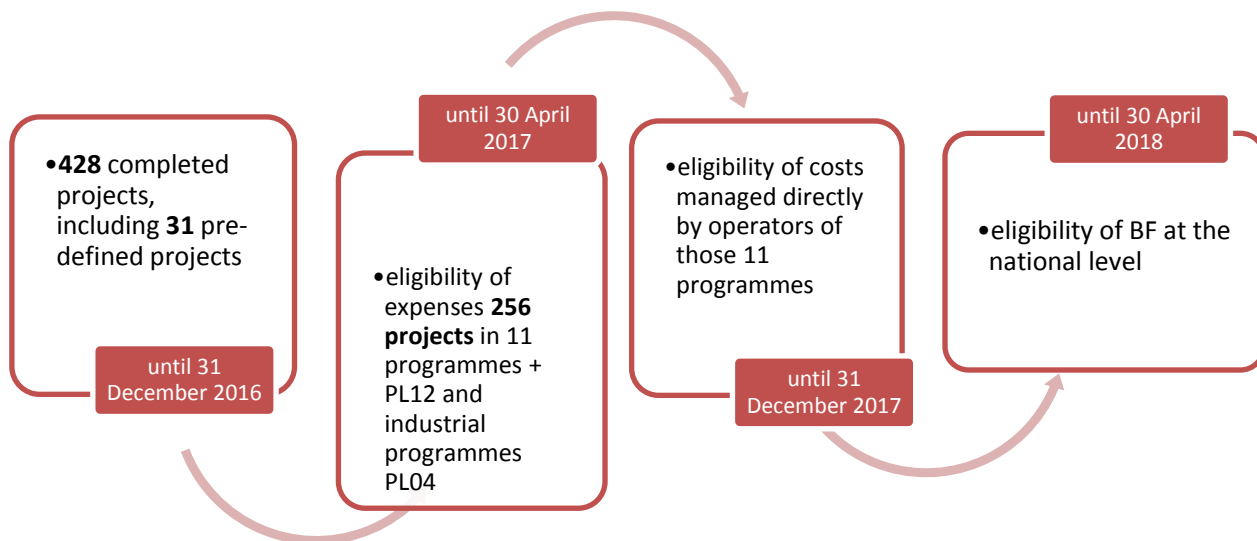 •428 completed
projects,
including 31 pre-
defined projects
until 31
December 2016
until 30 April
2017
•eligibility of
expenses 256
projects in 11
programmes +
PL12 and
industrial
programmes
PL04
•eligibility of costs
managed directly
by operators of
those 11
programmes
until 31
December 2017
until 30 April
2018
•eligibility of BF at the
national level